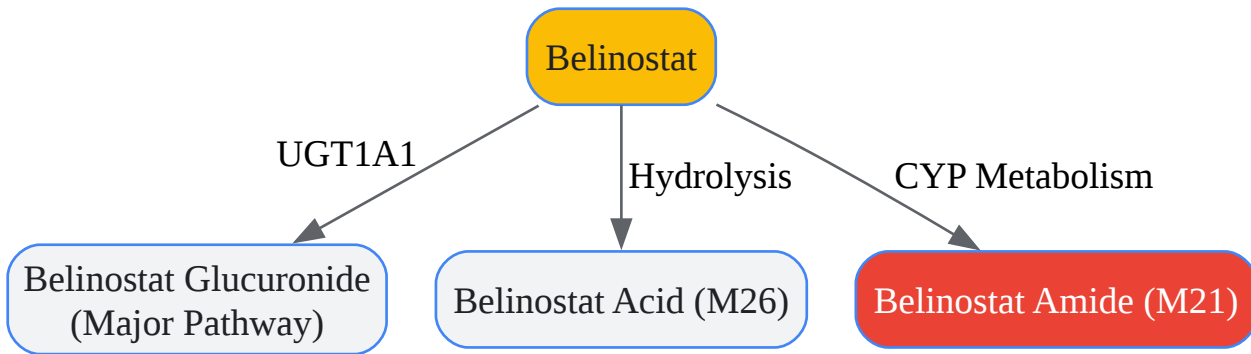 Belinostat
UGT1A1
Hydrolysis
CYP Metabolism
Belinostat Glucuronide
(Major Pathway)
Belinostat Acid (M26)
Belinostat Amide (M21)